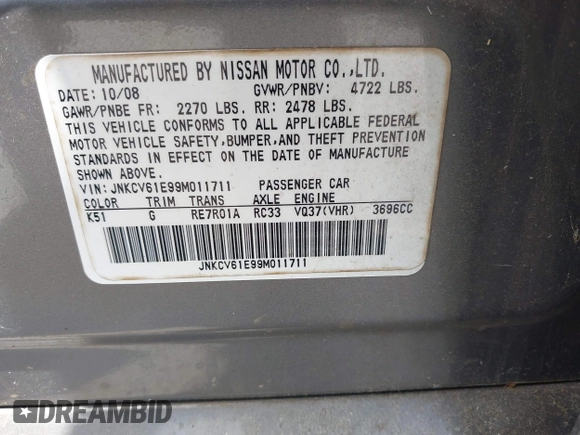 MANUFACTURED BY NISSAN MOTOR CO.,LTD.
DATE: 10/08 GVWR/PNBV: 4722 LBS.
GAWR/PNBE FR: 2270 LBS. RR: 2478 LBS.
THIS VEHICLE CONFORMS TO ALL APPLICABLE FEDERAL
MOTOR VEHICLE SAFETY,BUMPER,AND THEFT PREVENTION
STANDARDS IN EFFECT ON THE DATE OF MANUFACTURE
SHOWN ABOVE.
VIN: JNKCV61E99M011711 PASSENGER CAR
COLOR TRIM TRANS AXLE ENGINE
K51 G RE7R01A RC33 VQ37(VHR) 3696CC
JNKCV61E99M011711
DREAMBID